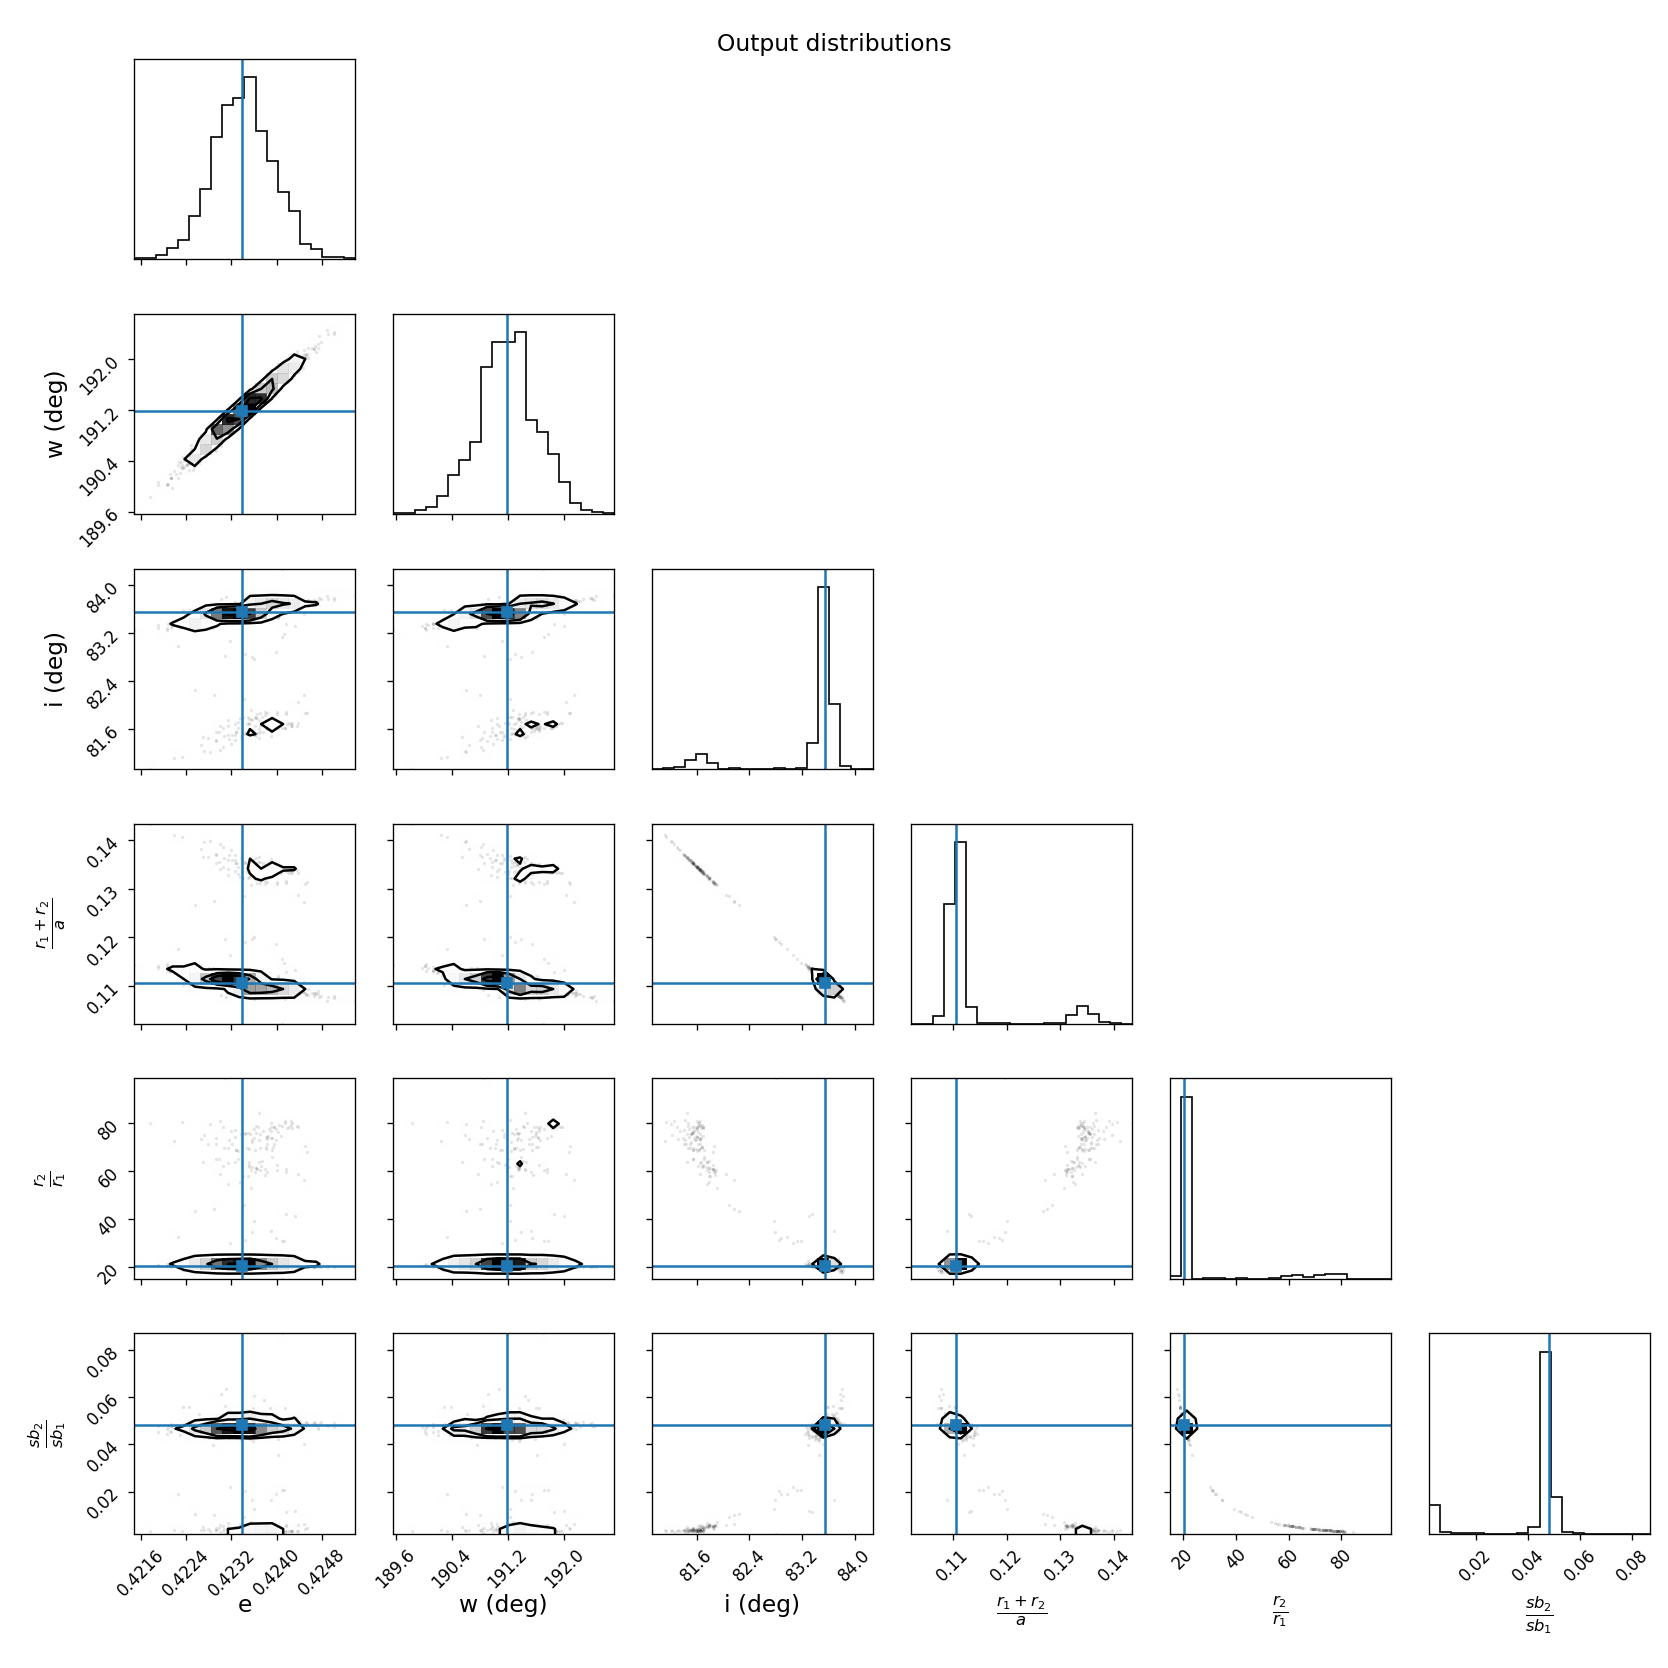 Output distributions
w (deg)
192.0
191.2
190.4
189.6
i (deg)
84.0
83.2
82.4
81.6
r₁ + r₂
a
0.14
0.13
0.12
0.11
r₂
r₁
80
60
40
20
sb₂
sb₁
0.08
0.06
0.04
0.02
0.4216 0.4224 0.4232 0.4240 0.4248 189.6 190.4 191.2 192.0 81.6 82.4 83.2 84.0 0.11 0.12 0.13 0.14 20 40 60 80 0.02 0.04 0.06 0.08
e w (deg) i (deg)
r₁ + r₂ r₂ sb₂
a r₁ sb₁